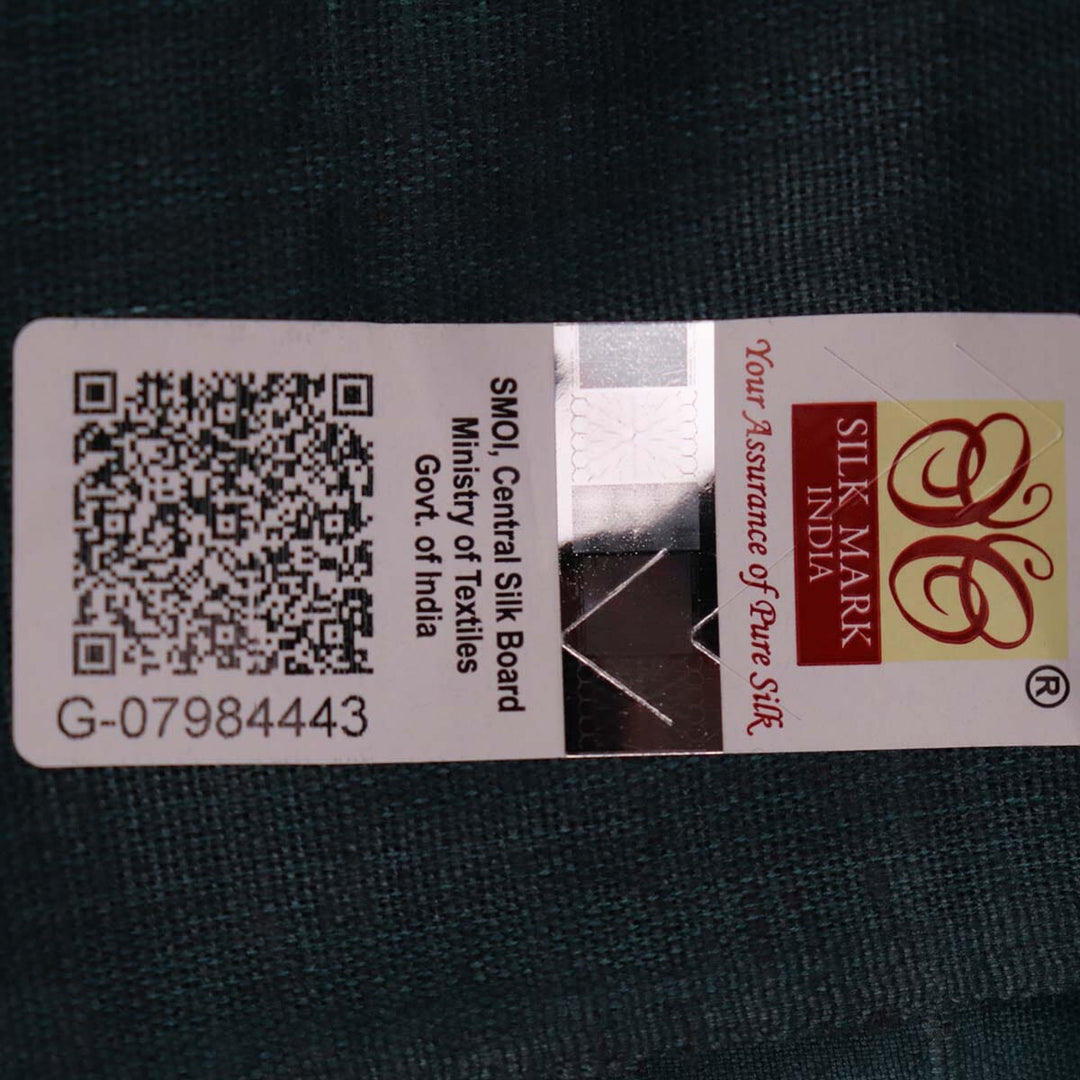 G-07984443
SMOI, Central Silk Board
Ministry of Textiles
Govt. of India
Your Assurance of Pure Silk
SILK MARK
INDIA
®